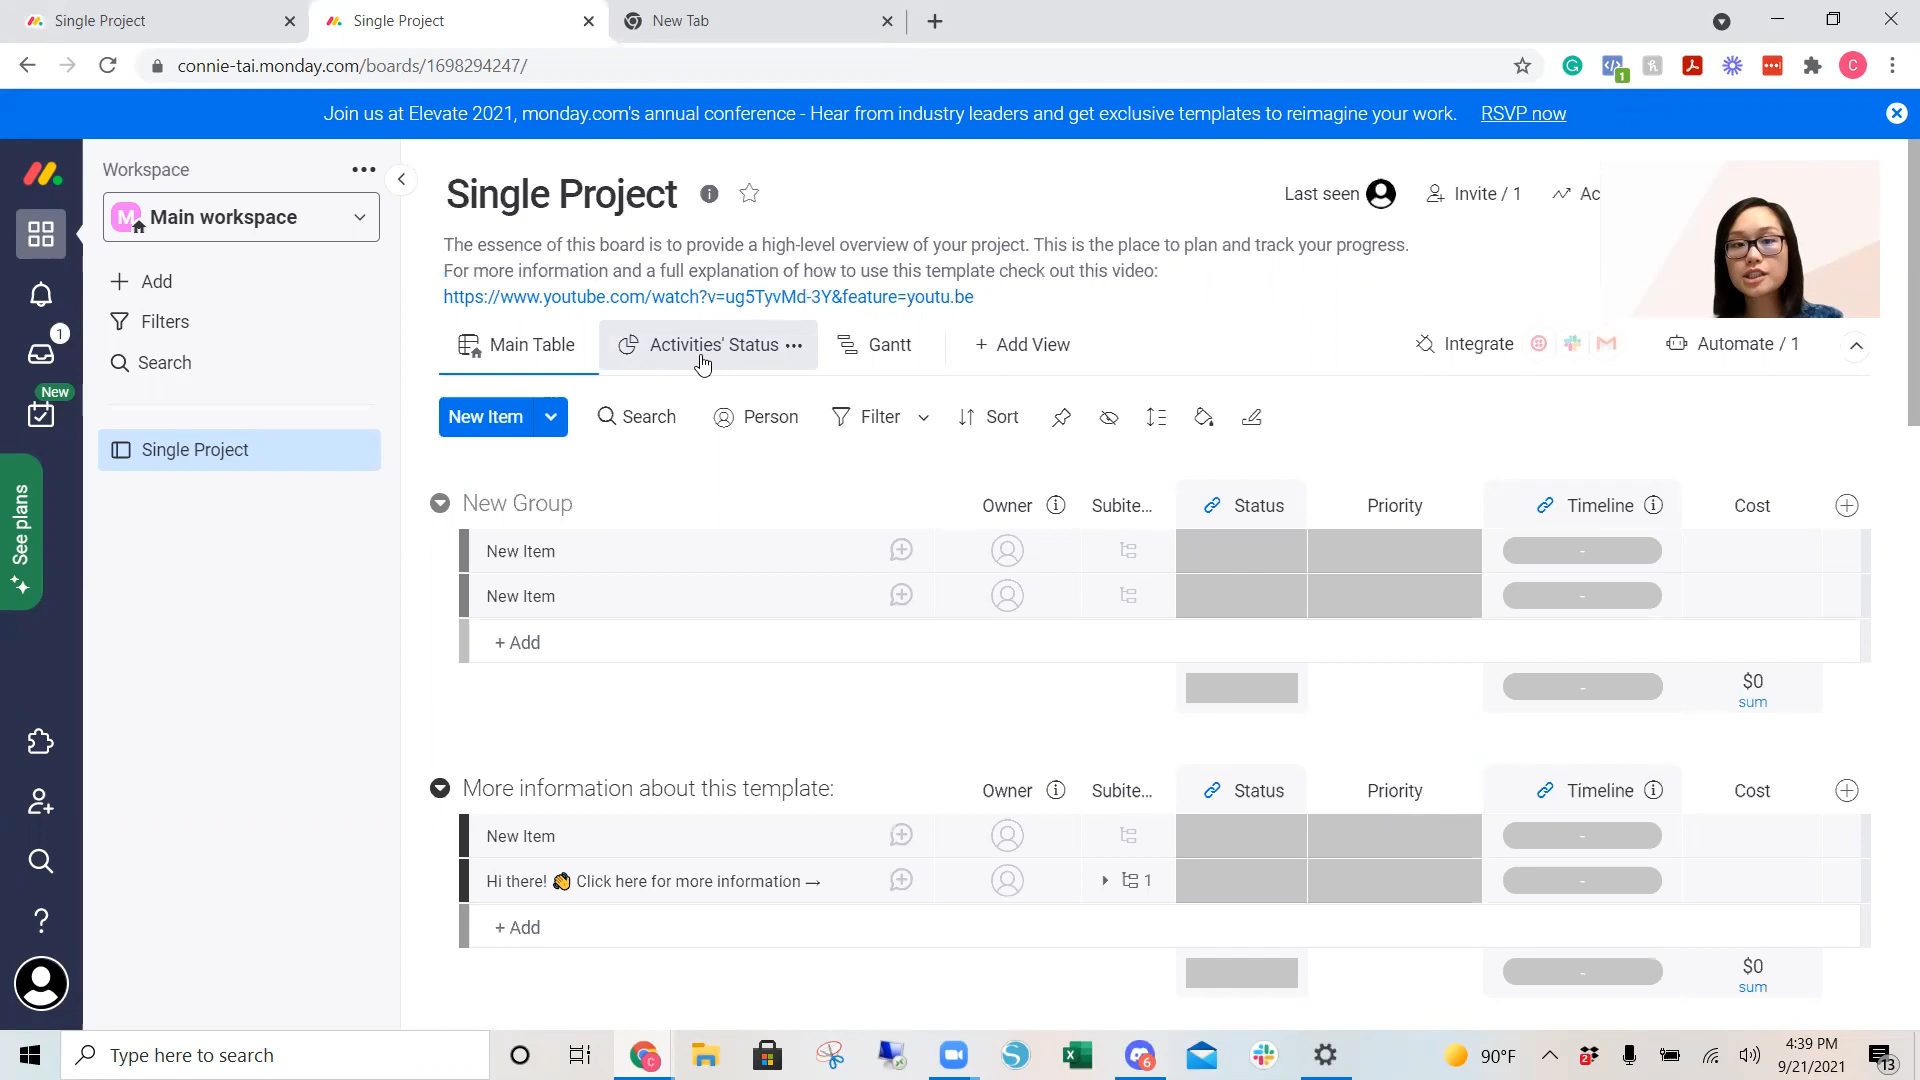 Single Project
Single Project
New Tab
connie-tai.monday.com/boards/1698294247/
1
C
Join us at Elevate 2021, monday.com's annual conference - Hear from industry leaders and get exclusive templates to reimagine your work. RSVP now
Workspace
M Main workspace
Add
Filters
Search
Single Project
1
New
See plans
Single Project
Last seen
Invite / 1
Ac
The essence of this board is to provide a high-level overview of your project. This is the place to plan and track your progress.
For more information and a full explanation of how to use this template check out this video:
https://www.youtube.com/watch?v=ug5TyvMd-3Y&feature=youtu.be
Main Table
Activities' Status
Gantt
+ Add View
Integrate
Automate / 1
New Item
Search
Person
Filter
Sort
New Group
Owner Subite... Status Priority Timeline Cost
New Item -
New Item -
+ Add
- $0
sum
More information about this template:
Owner Subite... Status Priority Timeline Cost
New Item -
Hi there! 👋 Click here for more information → 1 -
+ Add
- $0
sum
Type here to search
C
6
90°F
2
4:39 PM
9/21/2021
13